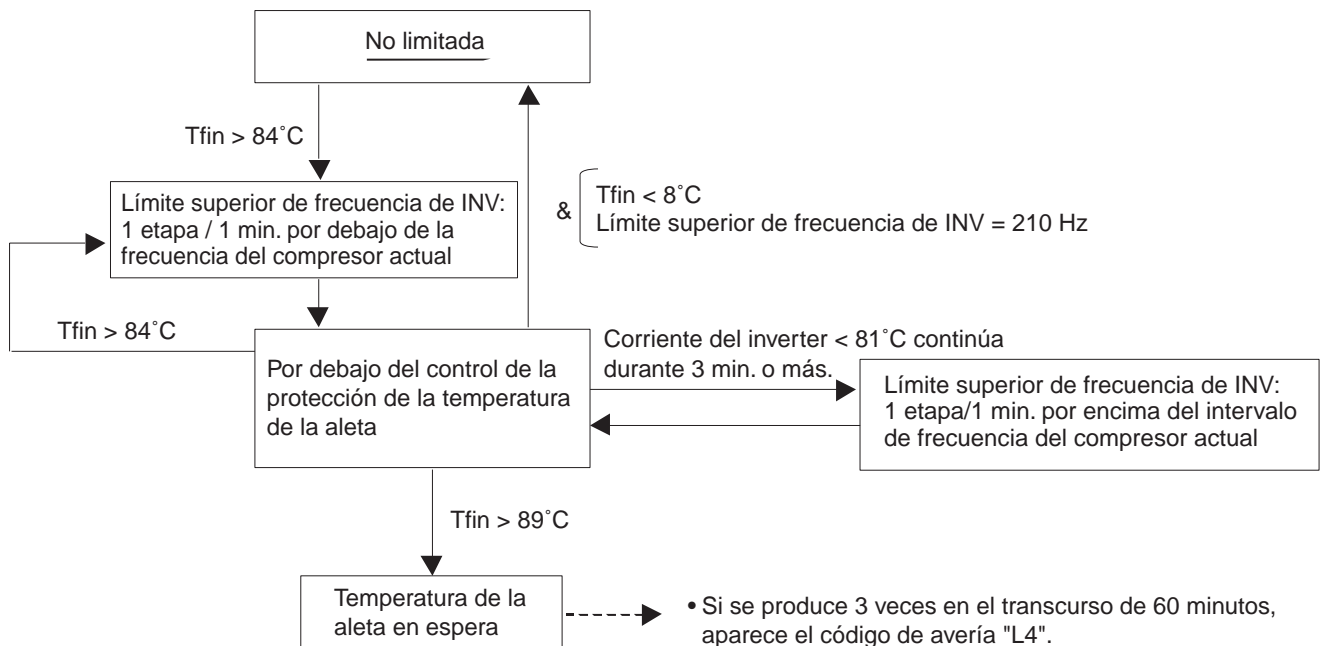 No limitada
Tfin > 84˚C
Límite superior de frecuencia de INV:
1 etapa / 1 min. por debajo de la
frecuencia del compresor actual
&
Tfin < 8˚C
Límite superior de frecuencia de INV = 210 Hz
Tfin > 84˚C
Por debajo del control de la
protección de la temperatura
de la aleta
Corriente del inverter < 81˚C continúa
durante 3 min. o más.
Límite superior de frecuencia de INV:
1 etapa/1 min. por encima del intervalo
de frecuencia del compresor actual
Tfin > 89˚C
Temperatura de la
aleta en espera
• Si se produce 3 veces en el transcurso de 60 minutos,
aparece el código de avería "L4".